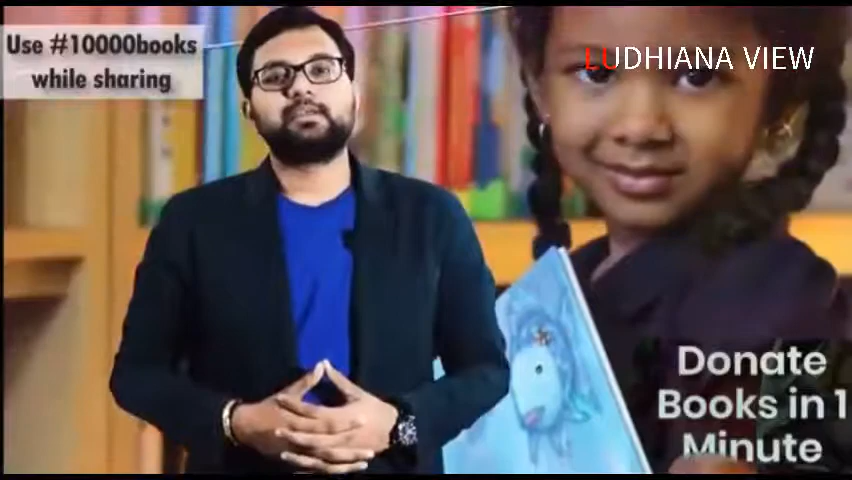 Use #10000books
while sharing
LUDHIANA VIEW
Donate
Books in 1
Minute